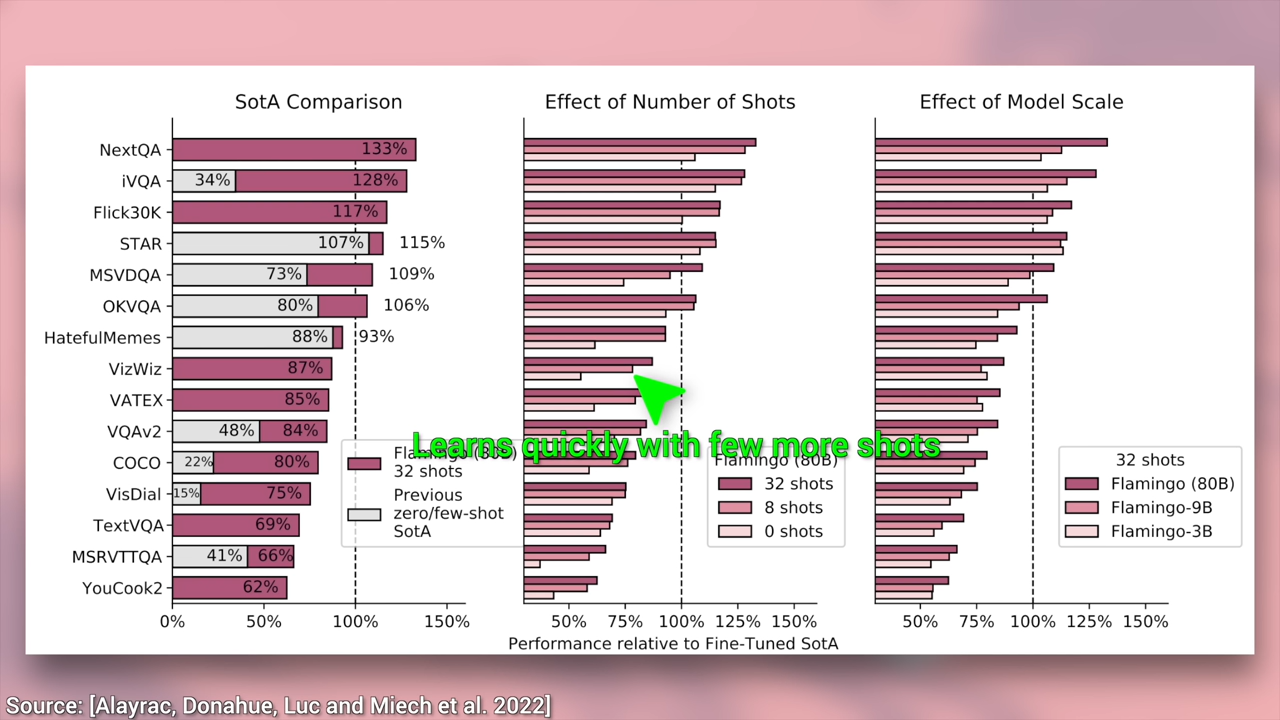 SotA Comparison
Effect of Number of Shots
Effect of Model Scale
NextQA 133%
iVQA 34% 128%
Flick30K 117%
STAR 107% 115%
MSVDQA 73% 109%
OKVQA 80% 106%
HatefulMemes 88% 93%
VizWiz 87%
VATEX 85%
VQAv2 48% 84%
COCO 22% 80%
VisDial 15% 75%
TextVQA 69%
MSRVTTQA 41% 66%
YouCook2 62%
0% 50% 100% 150%
Flamingo (80B)
32 shots
Previous
zero/few-shot
SotA
Learns quickly with few more shots
Flamingo (80B)
32 shots
8 shots
0 shots
50% 75% 100% 125% 150%
Performance relative to Fine-Tuned SotA
32 shots
Flamingo (80B)
Flamingo-9B
Flamingo-3B
50% 75% 100% 125% 150%
Source: [Alayrac, Donahue, Luc and Miech et al. 2022]